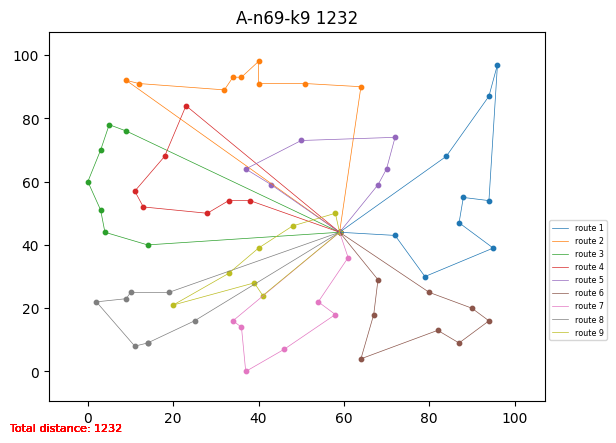 A-n69-k9 1232
100
80
60
40
20
0
0 20 40 60 80 100
route 1
route 2
route 3
route 4
route 5
route 6
route 7
route 8
route 9
Total distance: 1232